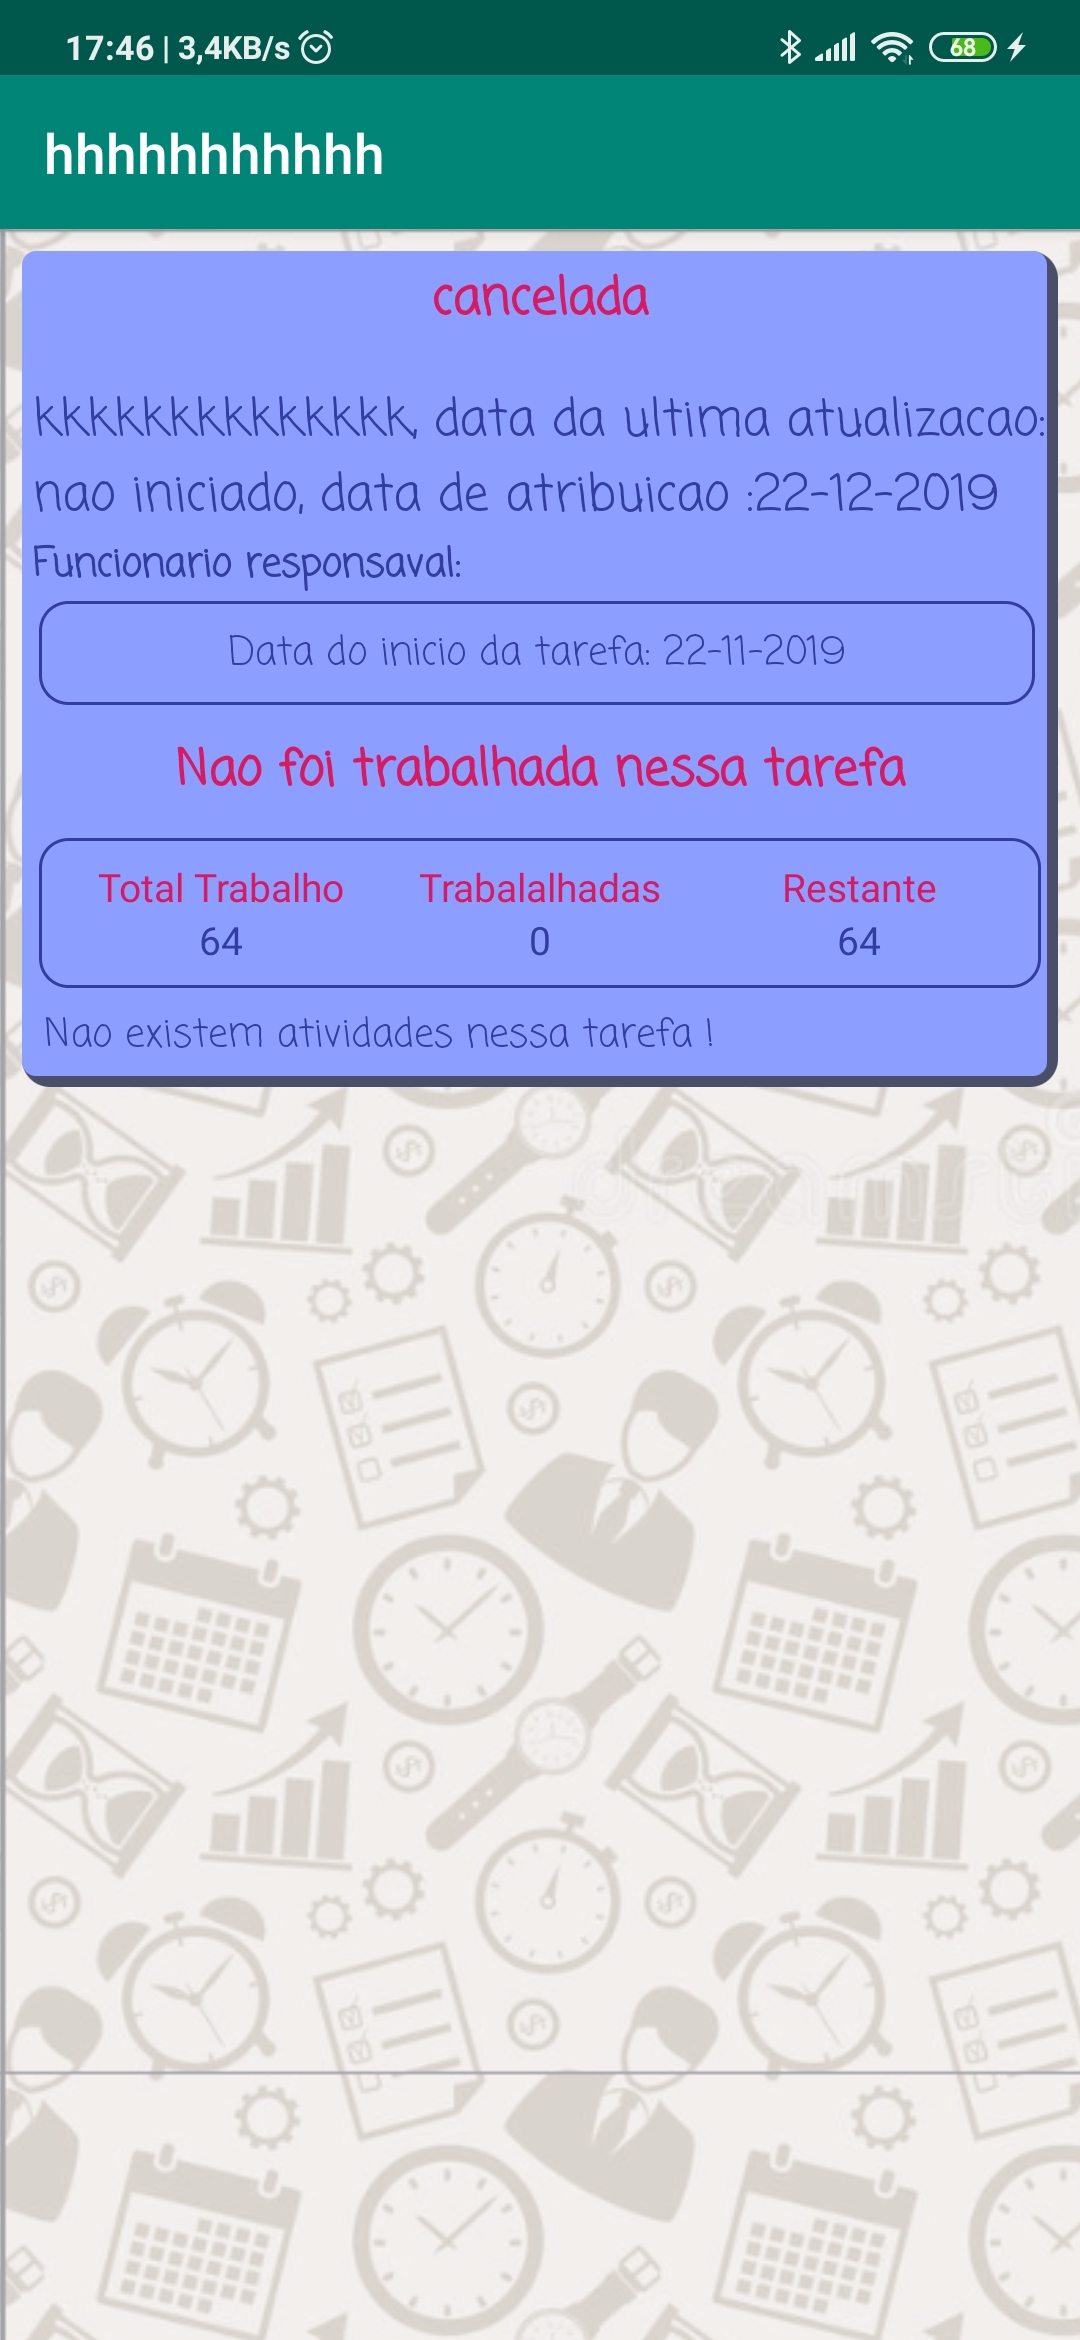 17:46 | 3,4KB/s 68
hhhhhhhhhhh
cancelada
kkkkkkkkkkkkkk, data da ultima atualizacao:
nao iniciado, data de atribuicao :22-12-2019
Funcionario responsaval:
Data do inicio da tarefa: 22-11-2019
Nao foi trabalhada nessa tarefa
Total Trabalho Trabalalhadas Restante
64 0 64
Nao existem atividades nessa tarefa !